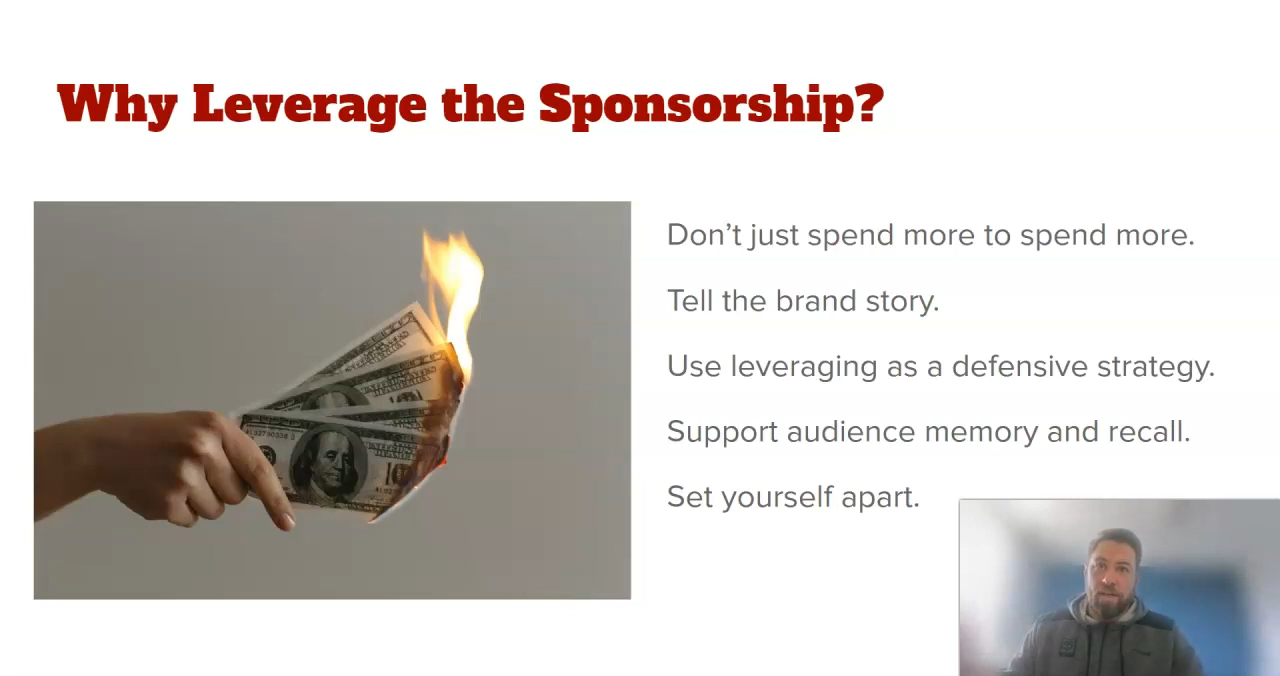 Why Leverage the Sponsorship?
Don’t just spend more to spend more.
Tell the brand story.
Use leveraging as a defensive strategy.
Support audience memory and recall.
Set yourself apart.